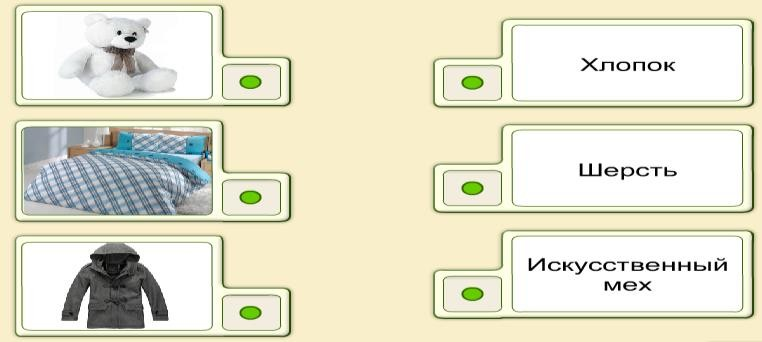 Хлопок
Шерсть
Искусственный
мех